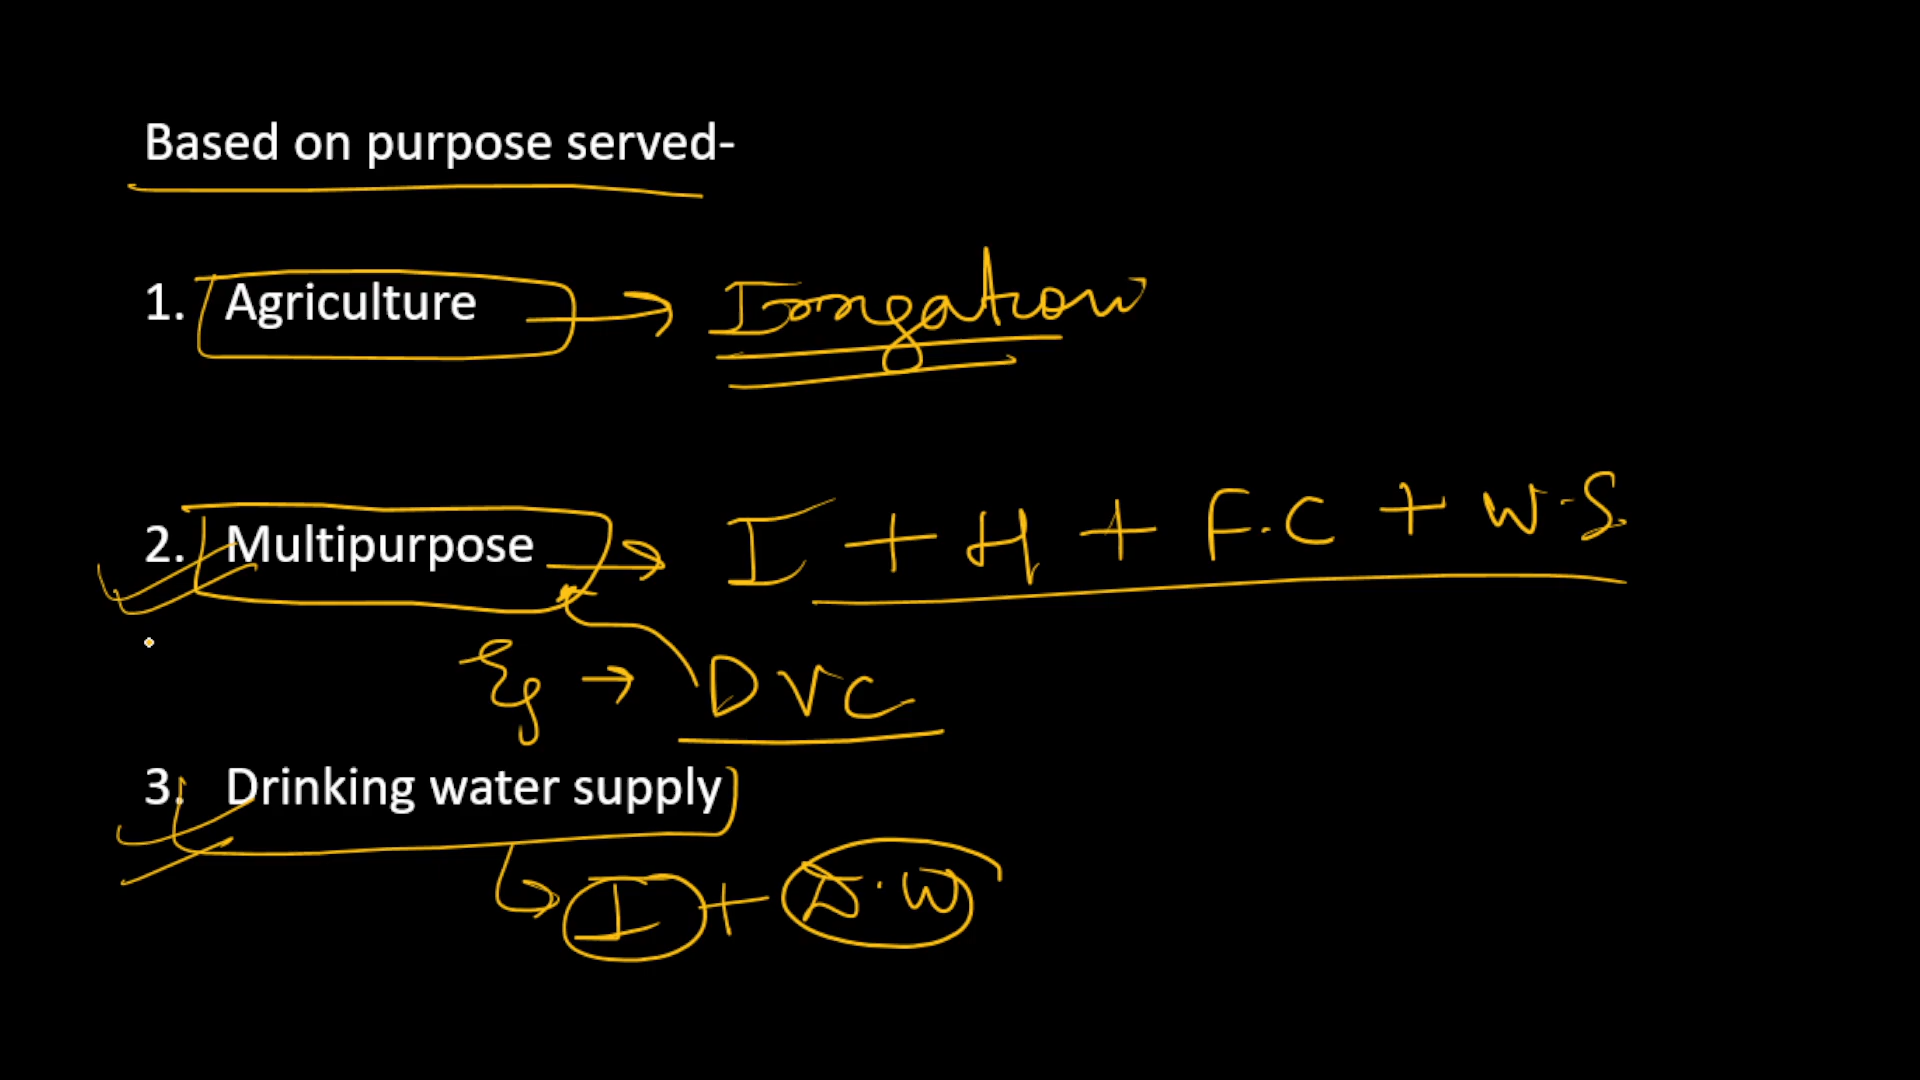 Based on purpose served-
1. Agriculture → Irrigation
2. Multipurpose → I + H + F.C + W.S.
Eg → DVC
3. Drinking water supply
I + D.W